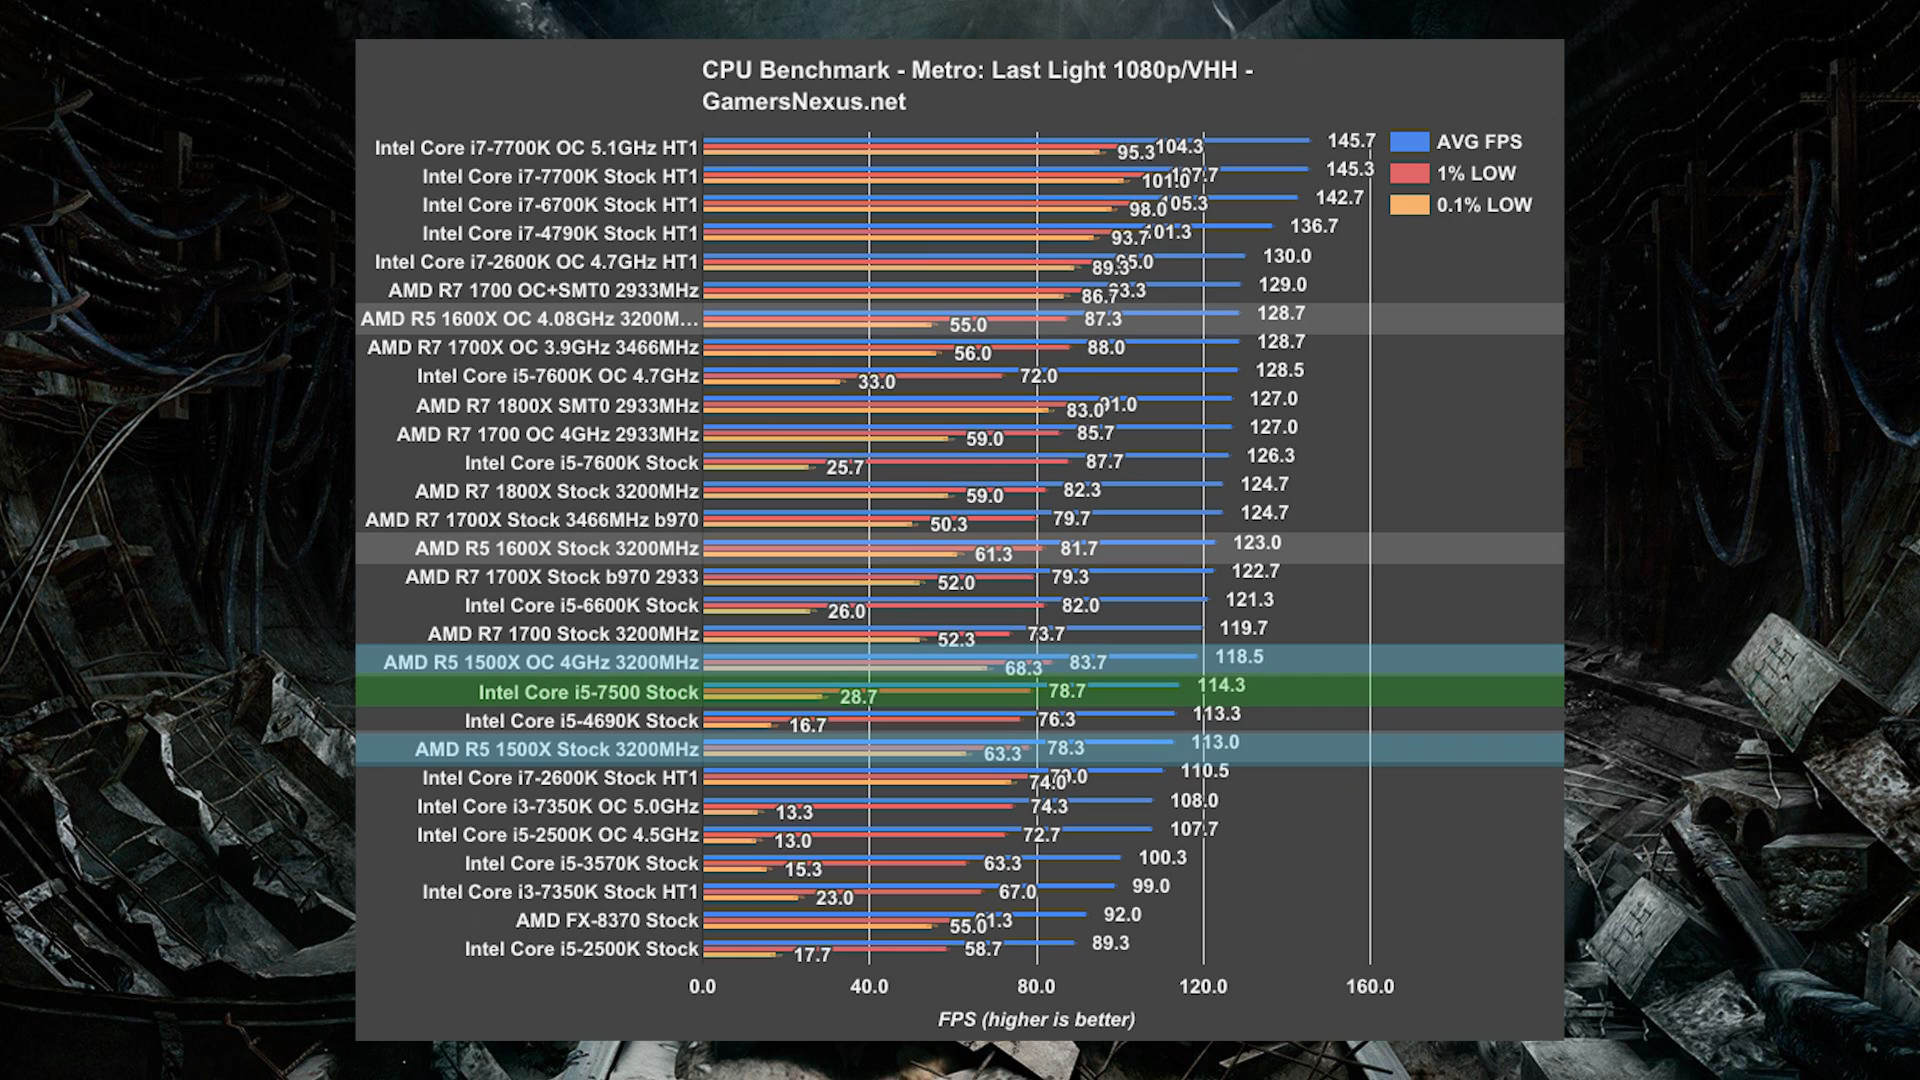 CPU Benchmark - Metro: Last Light 1080p/VHH -
GamersNexus.net
AVG FPS
1% LOW
0.1% LOW
Intel Core i7-7700K OC 5.1GHz HT1 95.3 104.3 145.7
Intel Core i7-7700K Stock HT1 101.0 145.3
Intel Core i7-6700K Stock HT1 98.0 105.3 142.7
Intel Core i7-4790K Stock HT1 93.7 101.3 136.7
Intel Core i7-2600K OC 4.7GHz HT1 89.3 95.0 130.0
AMD R7 1700 OC+SMT0 2933MHz 86.7 93.3 129.0
AMD R5 1600X OC 4.08GHz 3200M... 55.0 87.3 128.7
AMD R7 1700X OC 3.9GHz 3466MHz 56.0 88.0 128.7
Intel Core i5-7600K OC 4.7GHz 33.0 72.0 128.5
AMD R7 1800X SMT0 2933MHz 83.0 91.0 127.0
AMD R7 1700 OC 4GHz 2933MHz 59.0 85.7 127.0
Intel Core i5-7600K Stock 25.7 87.7 126.3
AMD R7 1800X Stock 3200MHz 59.0 82.3 124.7
AMD R7 1700X Stock 3466MHz b970 50.3 79.7 124.7
AMD R5 1600X Stock 3200MHz 61.3 81.7 123.0
AMD R7 1700X Stock b970 2933 52.0 79.3 122.7
Intel Core i5-6600K Stock 26.0 82.0 121.3
AMD R7 1700 Stock 3200MHz 52.3 73.7 119.7
AMD R5 1500X OC 4GHz 3200MHz 68.3 83.7 118.5
Intel Core i5-7500 Stock 28.7 78.7 114.3
Intel Core i5-4690K Stock 16.7 76.3 113.3
AMD R5 1500X Stock 3200MHz 63.3 78.3 113.0
Intel Core i7-2600K Stock HT1 74.0 110.5
Intel Core i3-7350K OC 5.0GHz 13.3 74.3 108.0
Intel Core i5-2500K OC 4.5GHz 13.0 72.7 107.7
Intel Core i5-3570K Stock 15.3 63.3 100.3
Intel Core i3-7350K Stock HT1 23.0 67.0 99.0
AMD FX-8370 Stock 55.0 61.3 92.0
Intel Core i5-2500K Stock 17.7 58.7 89.3
0.0 40.0 80.0 120.0 160.0
FPS (higher is better)